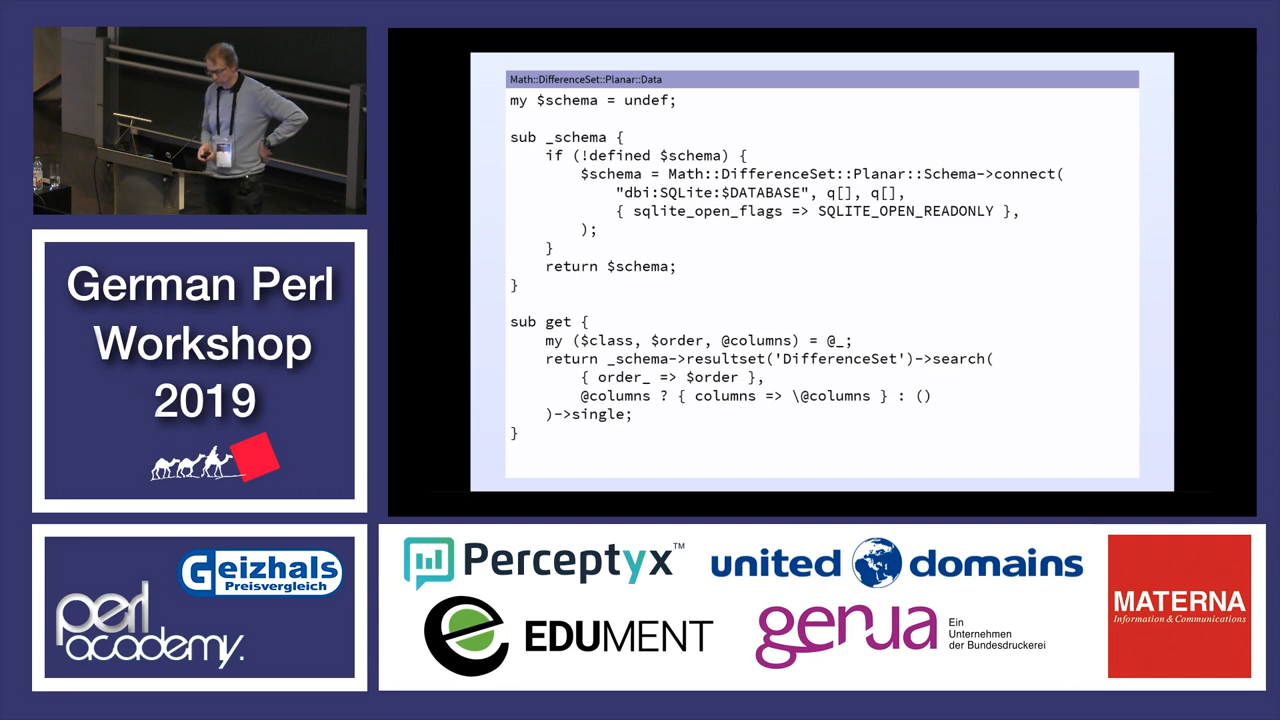 Math::DifferenceSet::Planar::Data
my $schema = undef;
sub _schema {
    if (!defined $schema) {
        $schema = Math::DifferenceSet::Planar::Schema->connect(
            "dbi:SQLite:$DATABASE", q[], q[],
            { sqlite_open_flags => SQLITE_OPEN_READONLY },
        );
    }
    return $schema;
}
sub get {
    my ($class, $order, @columns) = @_;
    return _schema->resultset('DifferenceSet')->search(
        { order_ => $order },
        @columns ? { columns => \@columns } : ()
    )->single;
}
German Perl
Workshop
2019
Geizhals
Preisvergleich
perl
academy.
Perceptyx™
united domains
EDUMENT
genua
Ein
Unternehmen
der Bundesdruckerei
MATERNA
Information & Communications